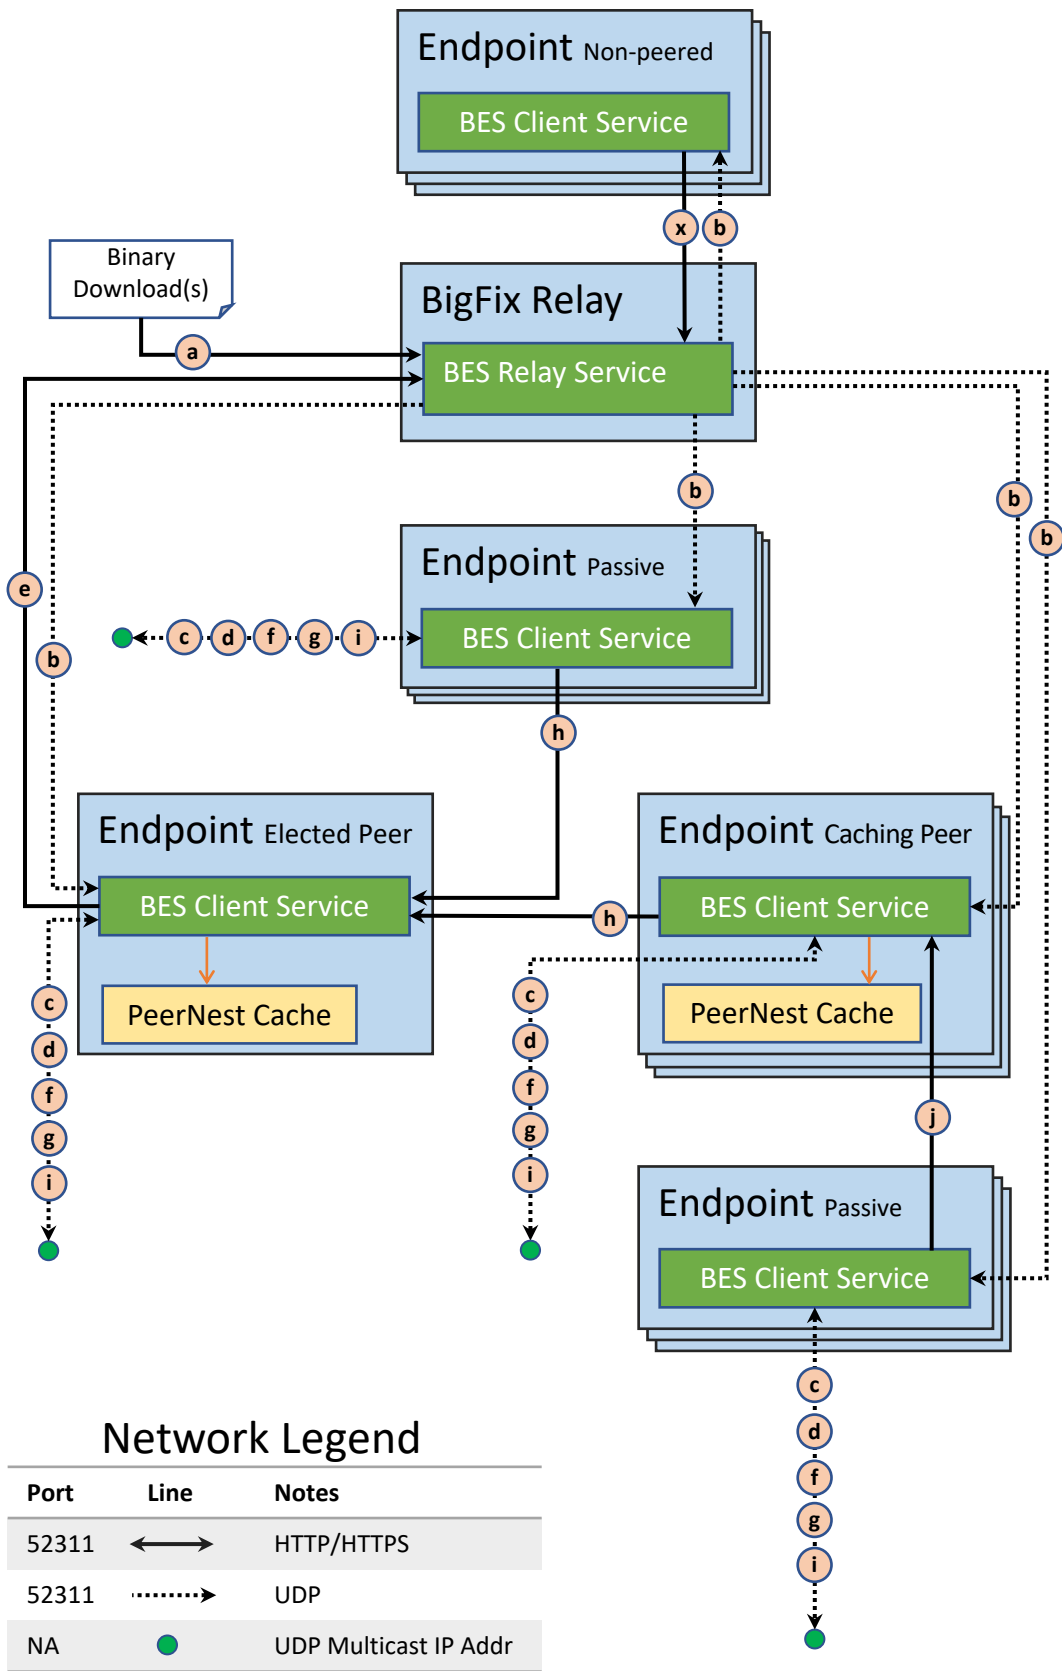 Endpoint Non-peered
BES Client Service
x
b
Binary
Download(s)
a
BigFix Relay
BES Relay Service
b
b
b
e
b
Endpoint Passive
BES Client Service
c
d
f
g
i
h
Endpoint Elected Peer
BES Client Service
PeerNest Cache
c
d
f
g
i
h
Endpoint Caching Peer
BES Client Service
PeerNest Cache
c
d
f
g
i
j
Endpoint Passive
BES Client Service
c
d
f
g
i
Network Legend
Port Line Notes
52311 HTTP/HTTPS
52311 UDP
NA UDP Multicast IP Addr